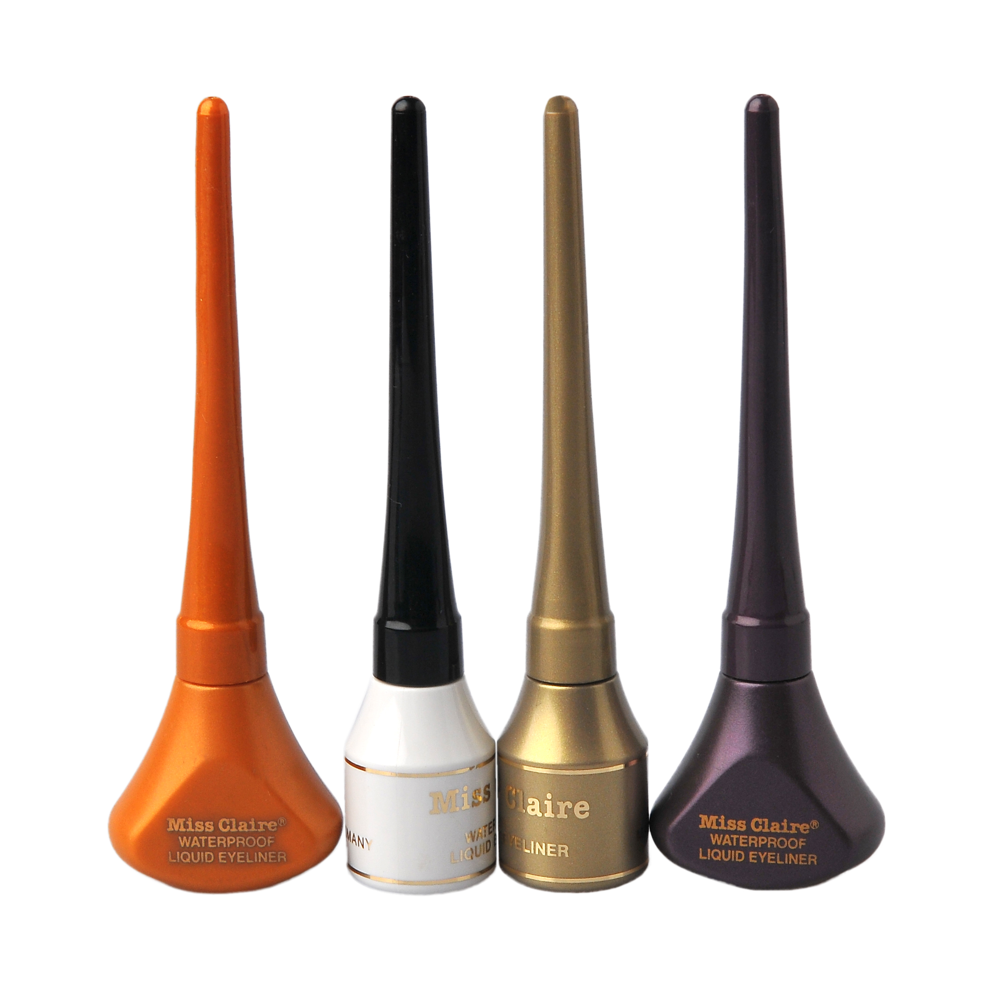 Miss Claire®
WATERPROOF
LIQUID EYELINER
MANY
Miss
WATER
LIQUID E
Claire
EYELINER
Miss Claire®
WATERPROOF
LIQUID EYELINER